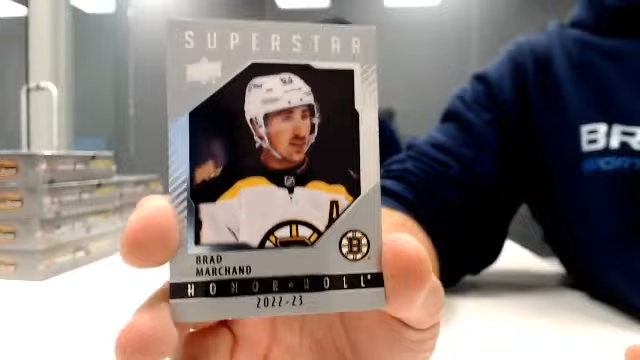 SUPERSTAR
BRAD
MARCHAND
HONOR ROLL
2022-23
BR